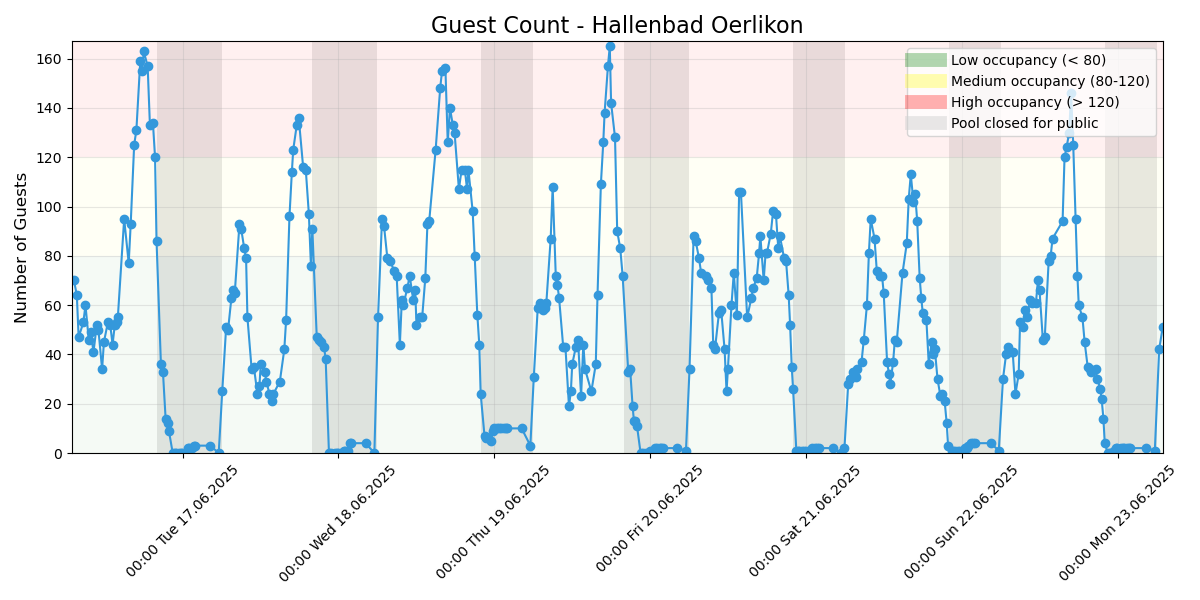 Guest Count - Hallenbad Oerlikon
Number of Guests
160
140
120
100
80
60
40
20
0
Low occupancy (< 80)
Medium occupancy (80-120)
High occupancy (> 120)
Pool closed for public
00:00 Tue 17.06.2025
00:00 Wed 18.06.2025
00:00 Thu 19.06.2025
00:00 Fri 20.06.2025
00:00 Sat 21.06.2025
00:00 Sun 22.06.2025
00:00 Mon 23.06.2025